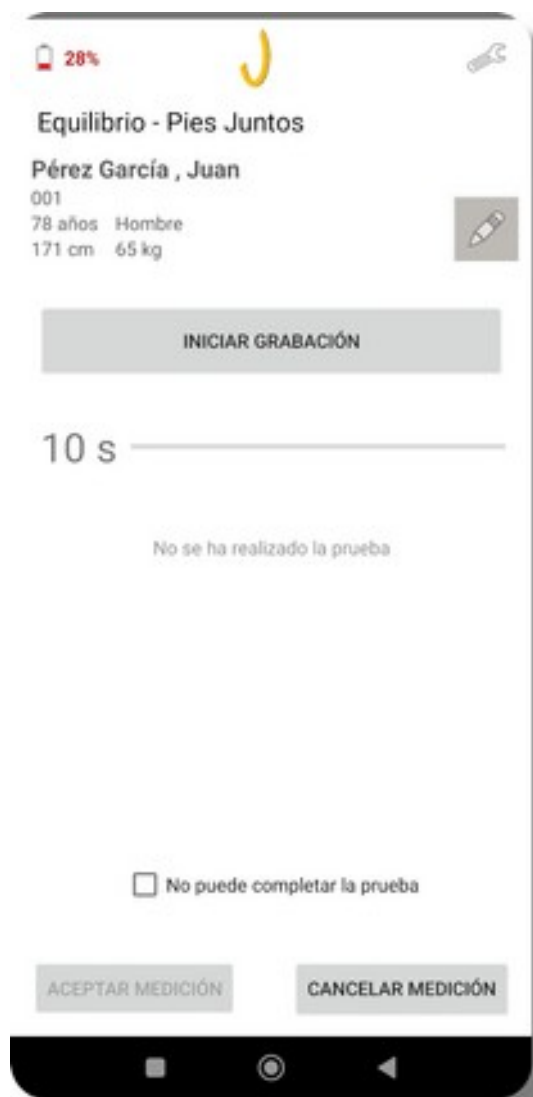 28%
Equilibrio - Pies Juntos
Pérez García , Juan
001
78 años Hombre
171 cm 65 kg
INICIAR GRABACIÓN
10 s
No se ha realizado la prueba
No puede completar la prueba
ACEPTAR MEDICIÓN CANCELAR MEDICIÓN